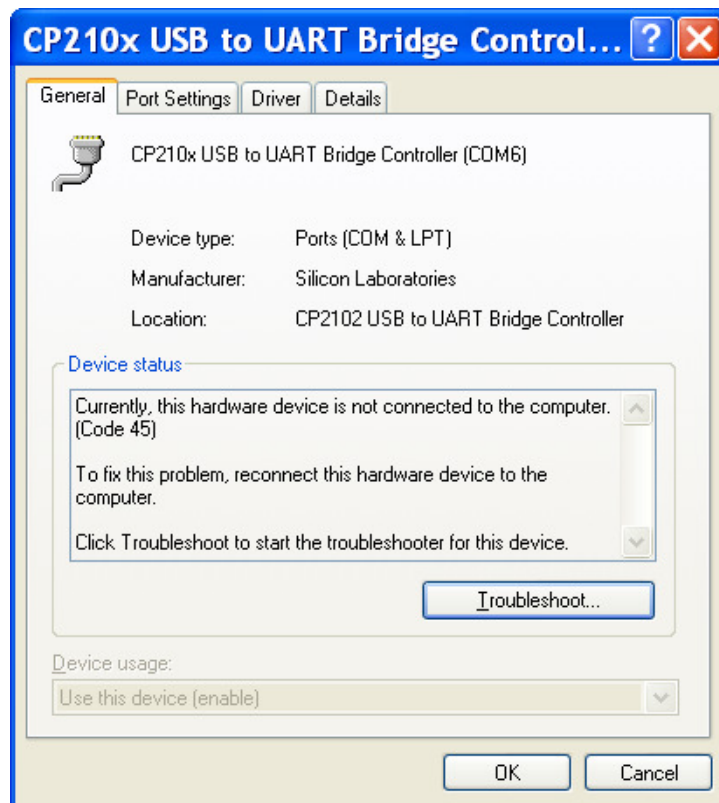 CP210x USB to UART Bridge Control...
General Port Settings Driver Details
CP210x USB to UART Bridge Controller (COM6)
Device type: Ports (COM & LPT)
Manufacturer: Silicon Laboratories
Location: CP2102 USB to UART Bridge Controller
Device status
Currently, this hardware device is not connected to the computer.
(Code 45)
To fix this problem, reconnect this hardware device to the
computer.
Click Troubleshoot to start the troubleshooter for this device.
Troubleshoot...
Device usage:
Use this device (enable)
OK Cancel